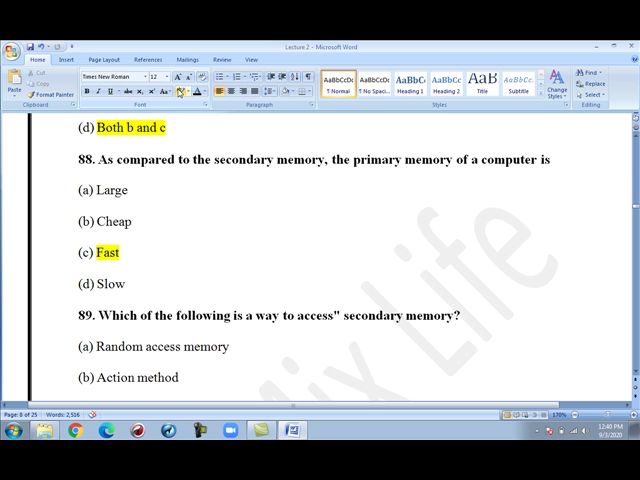 Lecture 2 - Microsoft Word
Home Insert Page Layout References Mailings Review View
Paste
Cut
Copy
Format Painter
Clipboard
Times New Roman 12
Font
Paragraph
AaBbCcDc AaBbCcDc AaBbCc AaBbCc AaB AaBbCc
¶ Normal ¶ No Spaci... Heading 1 Heading 2 Title Subtitle
Change Styles
Styles
Find
Replace
Select
Editing
(d) Both b and c
88. As compared to the secondary memory, the primary memory of a computer is
(a) Large
(b) Cheap
(c) Fast
(d) Slow
89. Which of the following is a way to access" secondary memory?
(a) Random access memory
(b) Action method
Mix Life
Page: 8 of 25 Words: 2,516
170%
12:40 PM
9/3/2020